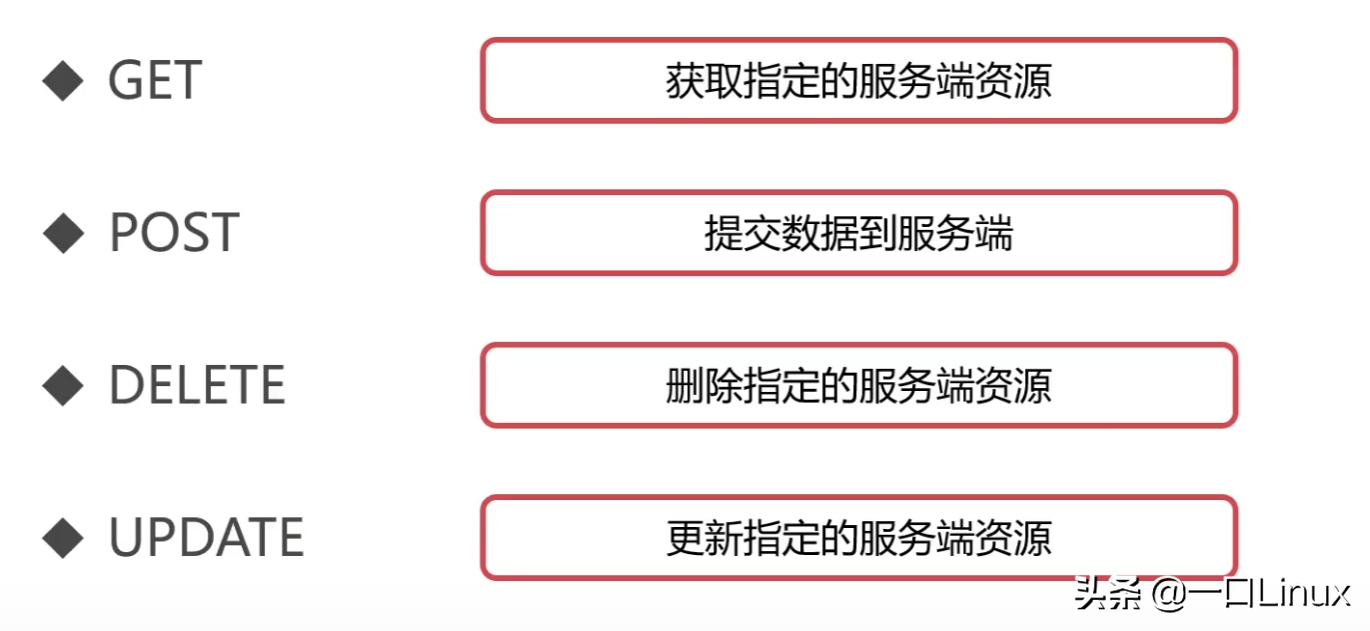 GET 获取指定的服务端资源
POST 提交数据到服务端
DELETE 删除指定的服务端资源
UPDATE 更新指定的服务端资源
头条 @一口Linux